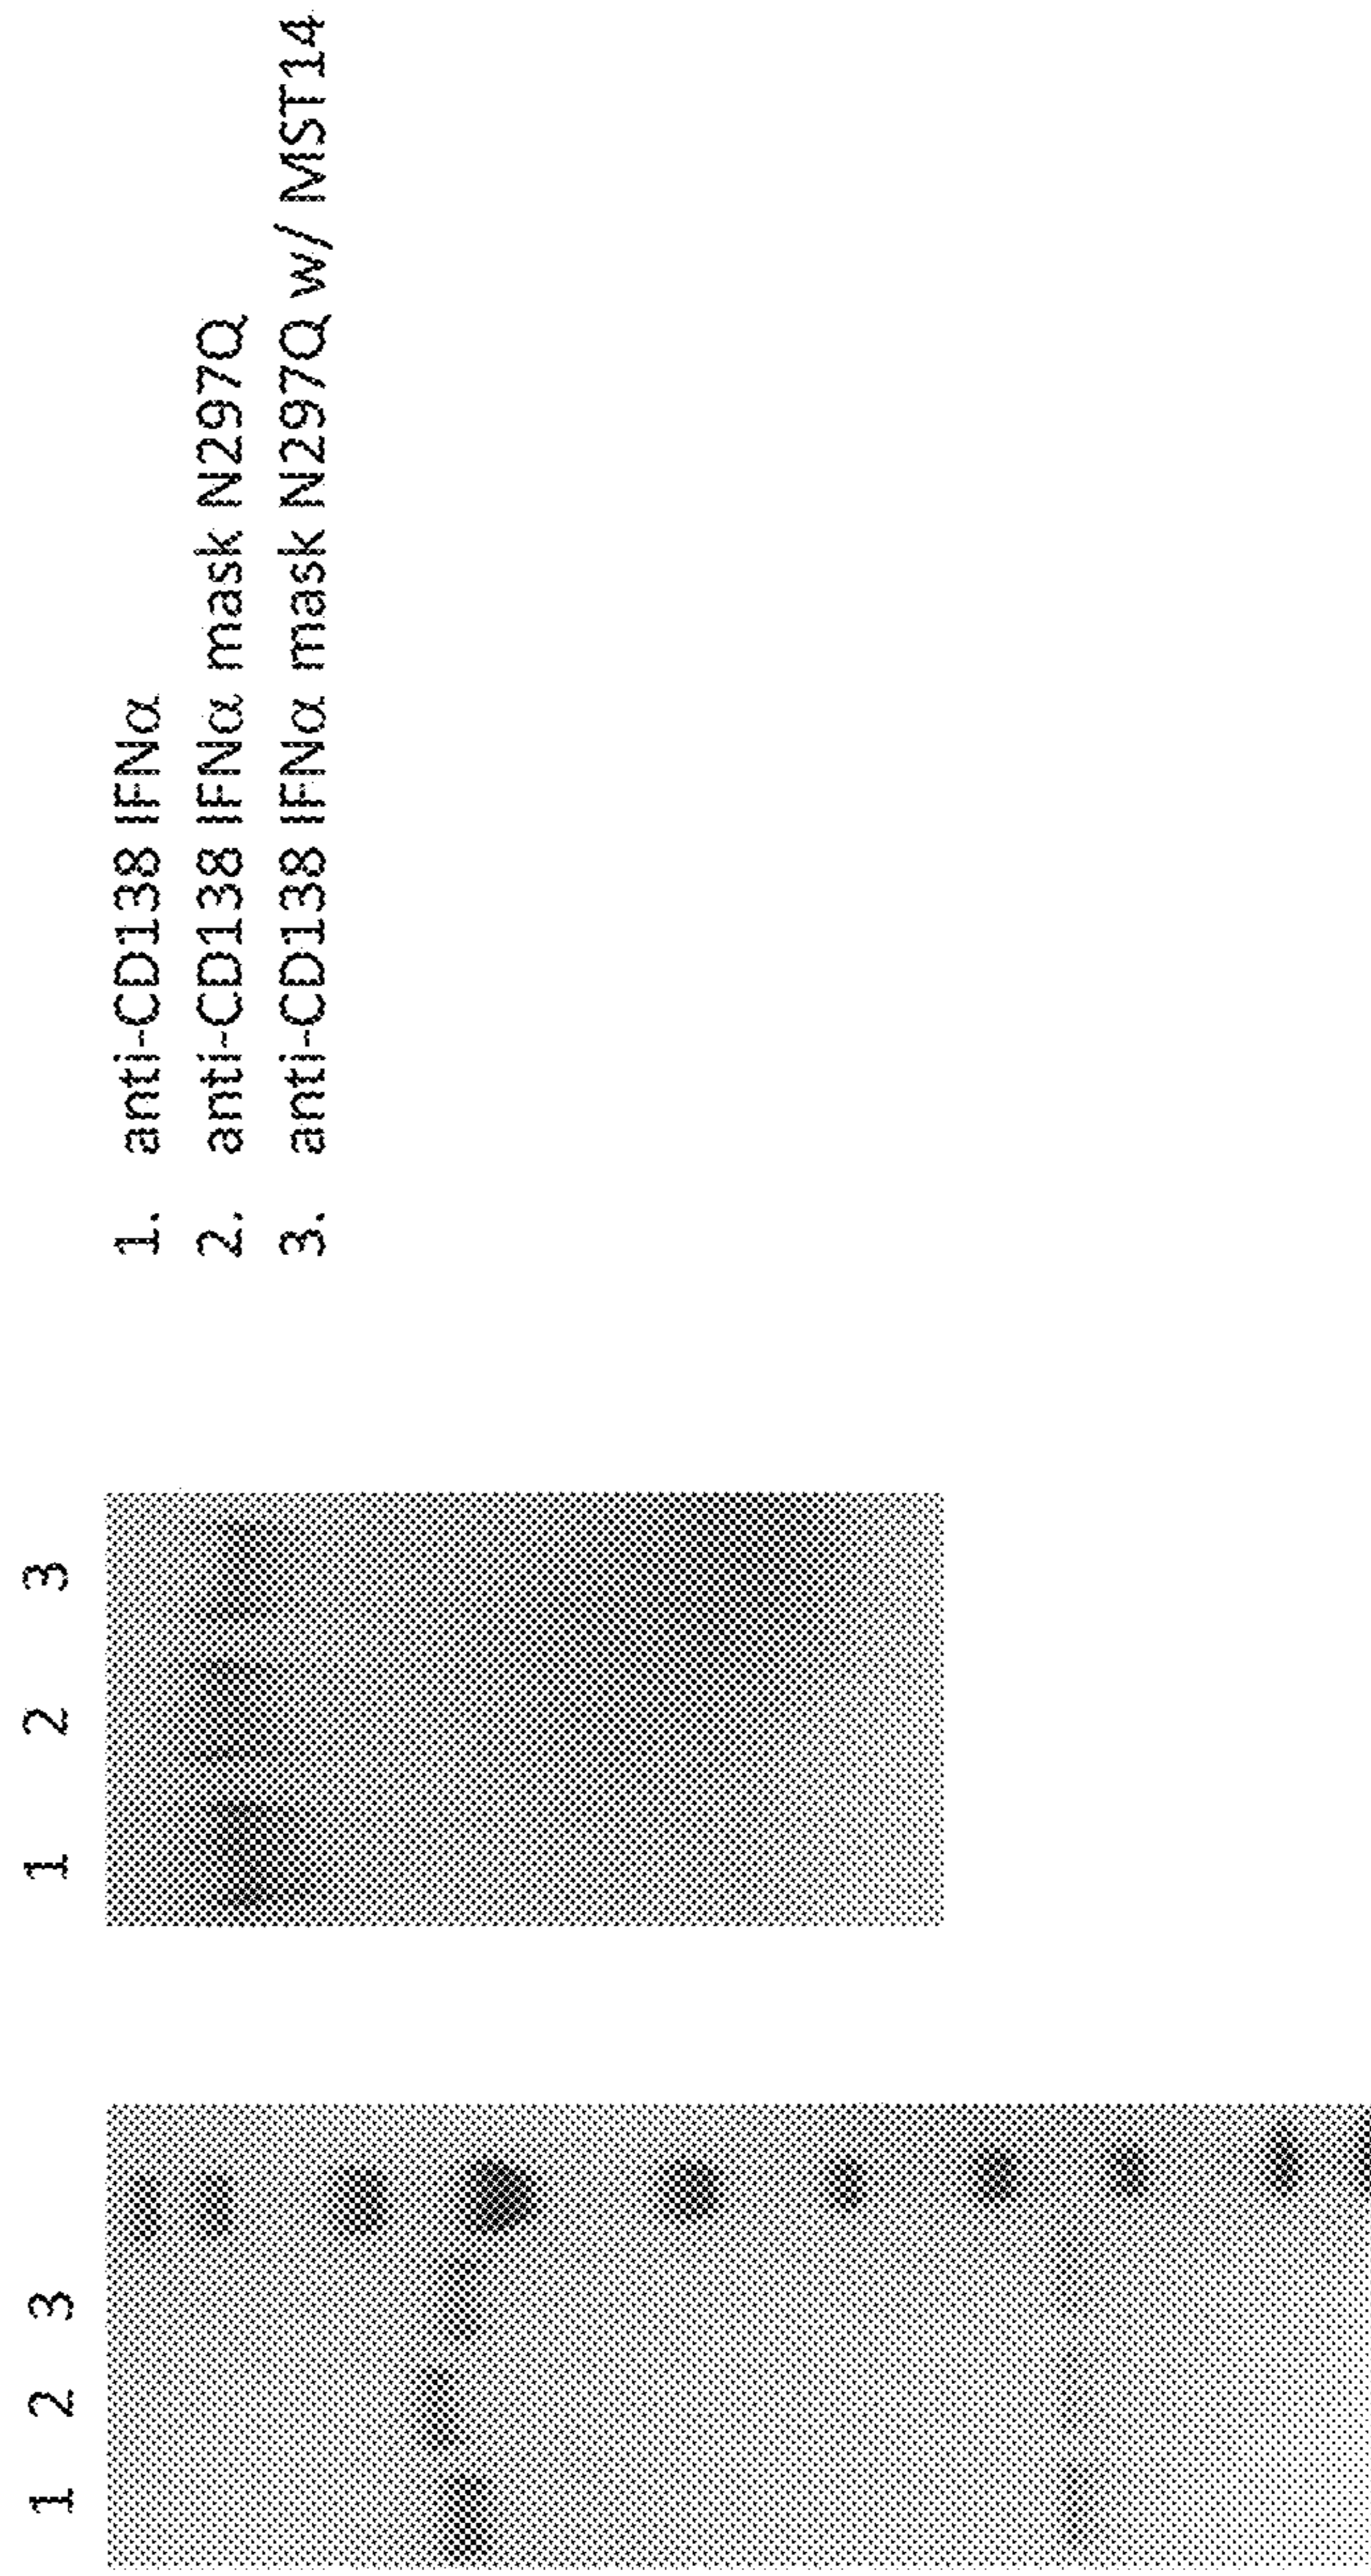 1 2 3
1 2 3
1. anti-CD138 IFNα
2. anti-CD138 IFNα mask N297Q
3. anti-CD138 IFNα mask N297Q w/ MST14